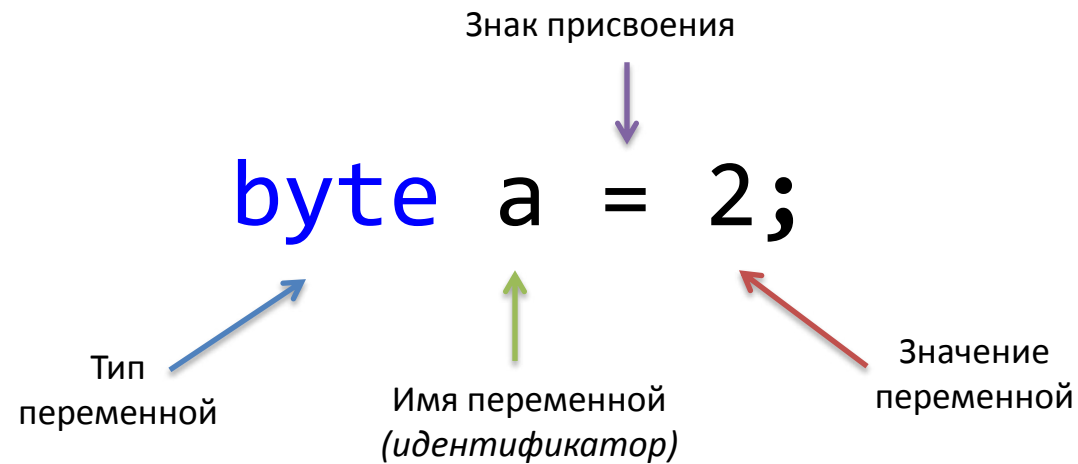 Знак присвоения
byte a = 2;
Тип
переменной
Имя переменной
(идентификатор)
Значение
переменной